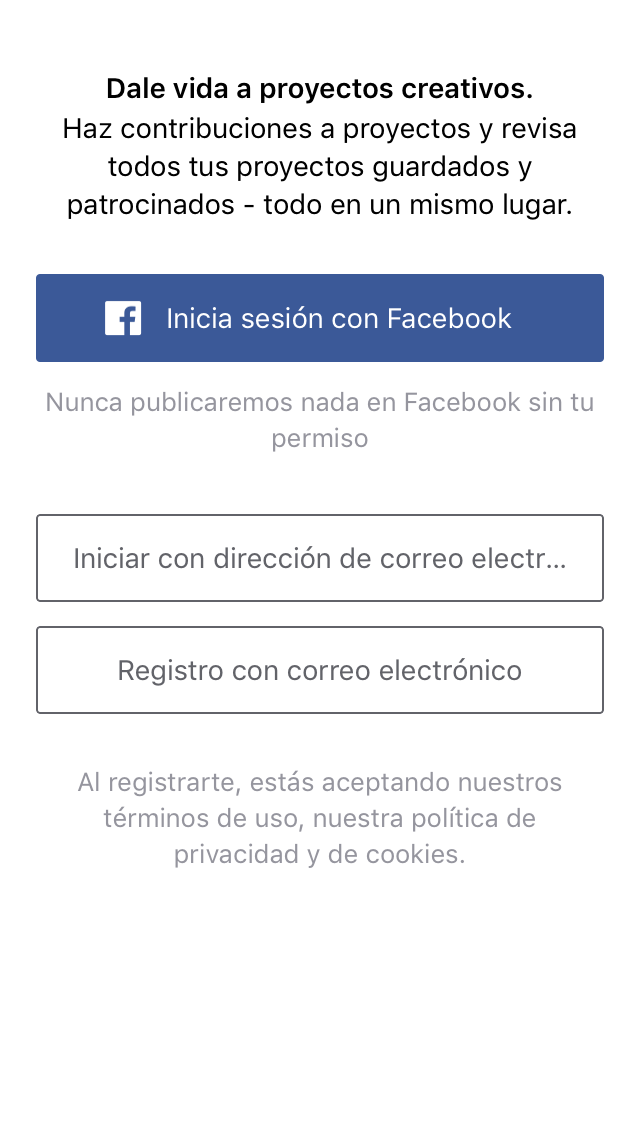 Dale vida a proyectos creativos.
Haz contribuciones a proyectos y revisa
todos tus proyectos guardados y
patrocinados - todo en un mismo lugar.
Inicia sesión con Facebook
Nunca publicaremos nada en Facebook sin tu
permiso
Iniciar con dirección de correo electr...
Registro con correo electrónico
Al registrarte, estás aceptando nuestros
términos de uso, nuestra política de
privacidad y de cookies.